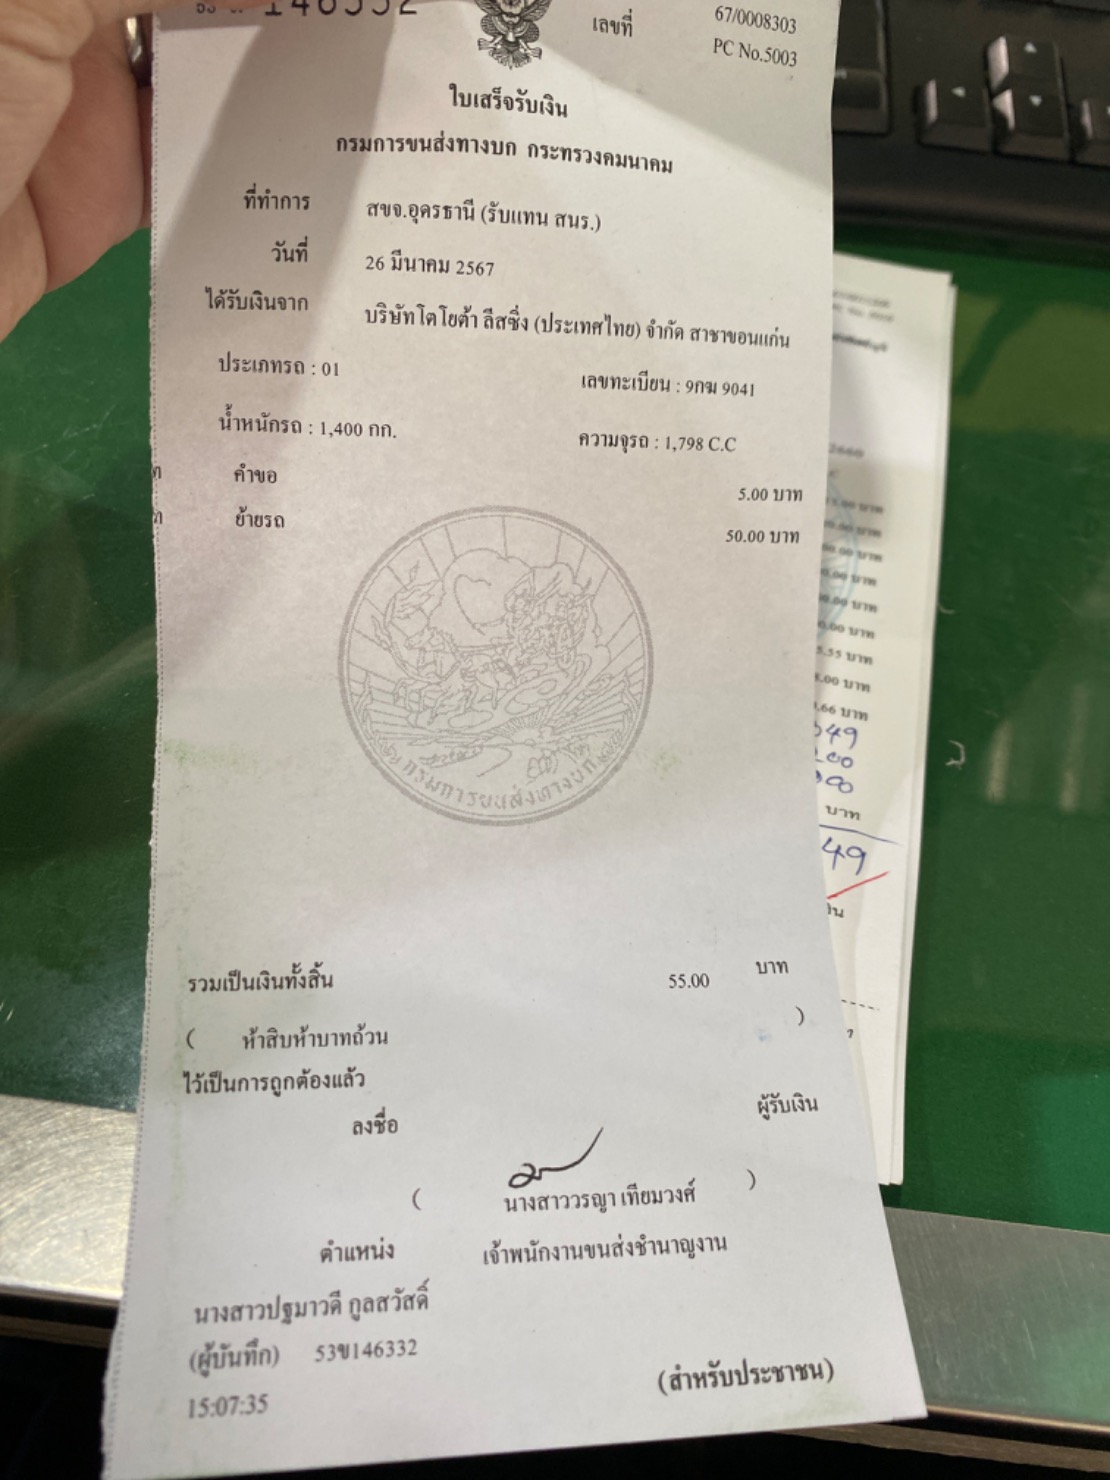 เลขที่ 67/0008303
PC No.5003
ใบเสร็จรับเงิน
กรมการขนส่งทางบก กระทรวงคมนาคม
ที่ทำการ สขจ.อุดรธานี (รับแทน สนร.)
วันที่ 26 มีนาคม 2567
ได้รับเงินจาก บริษัทโตโยต้า ลีสซิ่ง (ประเทศไทย) จำกัด สาขาขอนแก่น
ประเภทรถ : 01 เลขทะเบียน : 9กฆ 9041
น้ำหนักรถ : 1,400 กก. ความจุรถ : 1,798 C.C
คำขอ 5.00 บาท
ย้ายรถ 50.00 บาท
กรมการขนส่งทางบก
รวมเป็นเงินทั้งสิ้น 55.00 บาท
( ห้าสิบห้าบาทถ้วน )
ไว้เป็นการถูกต้องแล้ว
ลงชื่อ ผู้รับเงิน
( นางสาววรญา เทียมวงศ์ )
ตำแหน่ง เจ้าพนักงานขนส่งชำนาญงาน
นางสาวปฐมาวดี กูลสวัสดิ์
(ผู้บันทึก) 53ข146332
15:07:35 (สำหรับประชาชน)